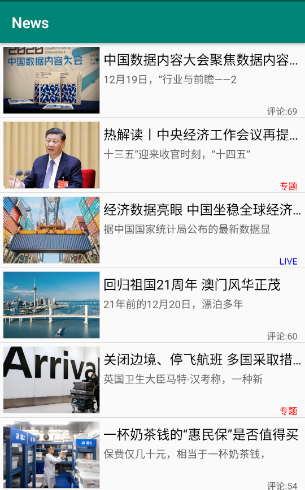 News
中国数据内容大会
中国数据内容大会聚焦数据内容…
12月19日，“行业与前瞻——2
评论:69
热解读丨中央经济工作会议再提…
十三五”迎来收官时刻，“十四五”
专题
经济数据亮眼 中国坐稳全球经济…
据中国国家统计局公布的最新数据显
LIVE
回归祖国21周年 澳门风华正茂
21年前的12月20日，漂泊多年
评论:60
Arriva
关闭边境、停飞航班 多国采取措…
英国卫生大臣马特·汉考称，一种新
专题
一杯奶茶钱的“惠民保”是否值得买
保费仅几十元，相当于一杯奶茶钱，
评论:54